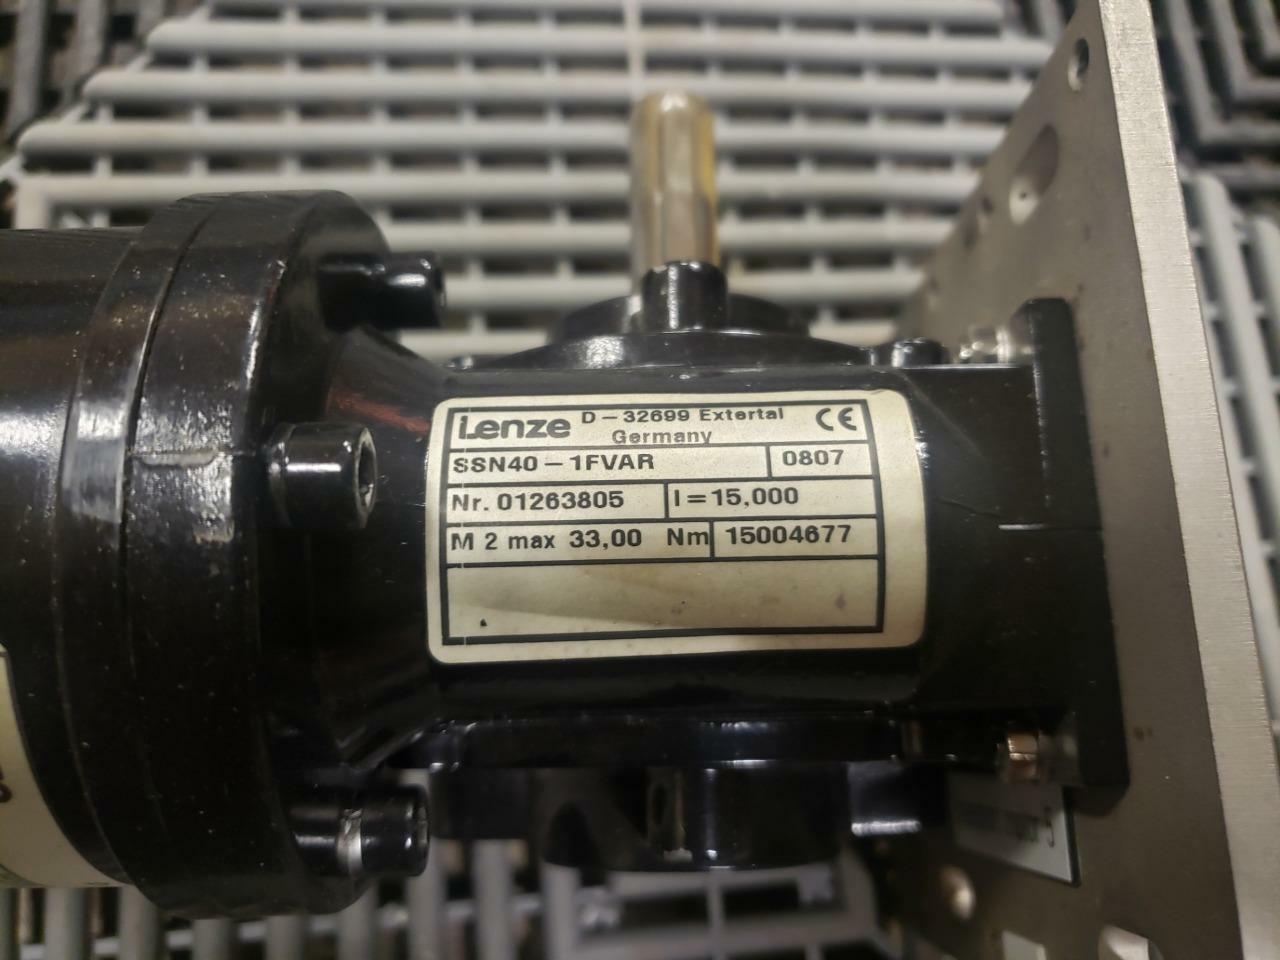 Lenze D-32699 Extertal CE
Germany
SSN40-1FVAR 0807
Nr. 01263805 I=15,000
M 2 max 33,00 Nm 15004677